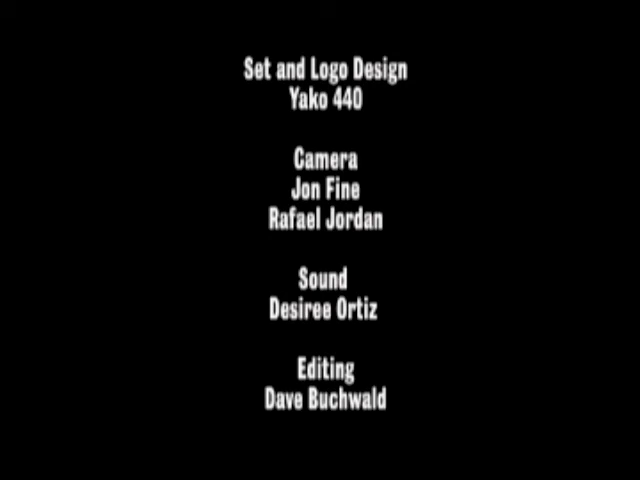 Set and Logo Design
Yako 440
Camera
Jon Fine
Rafael Jordan
Sound
Desiree Ortiz
Editing
Dave Buchwald